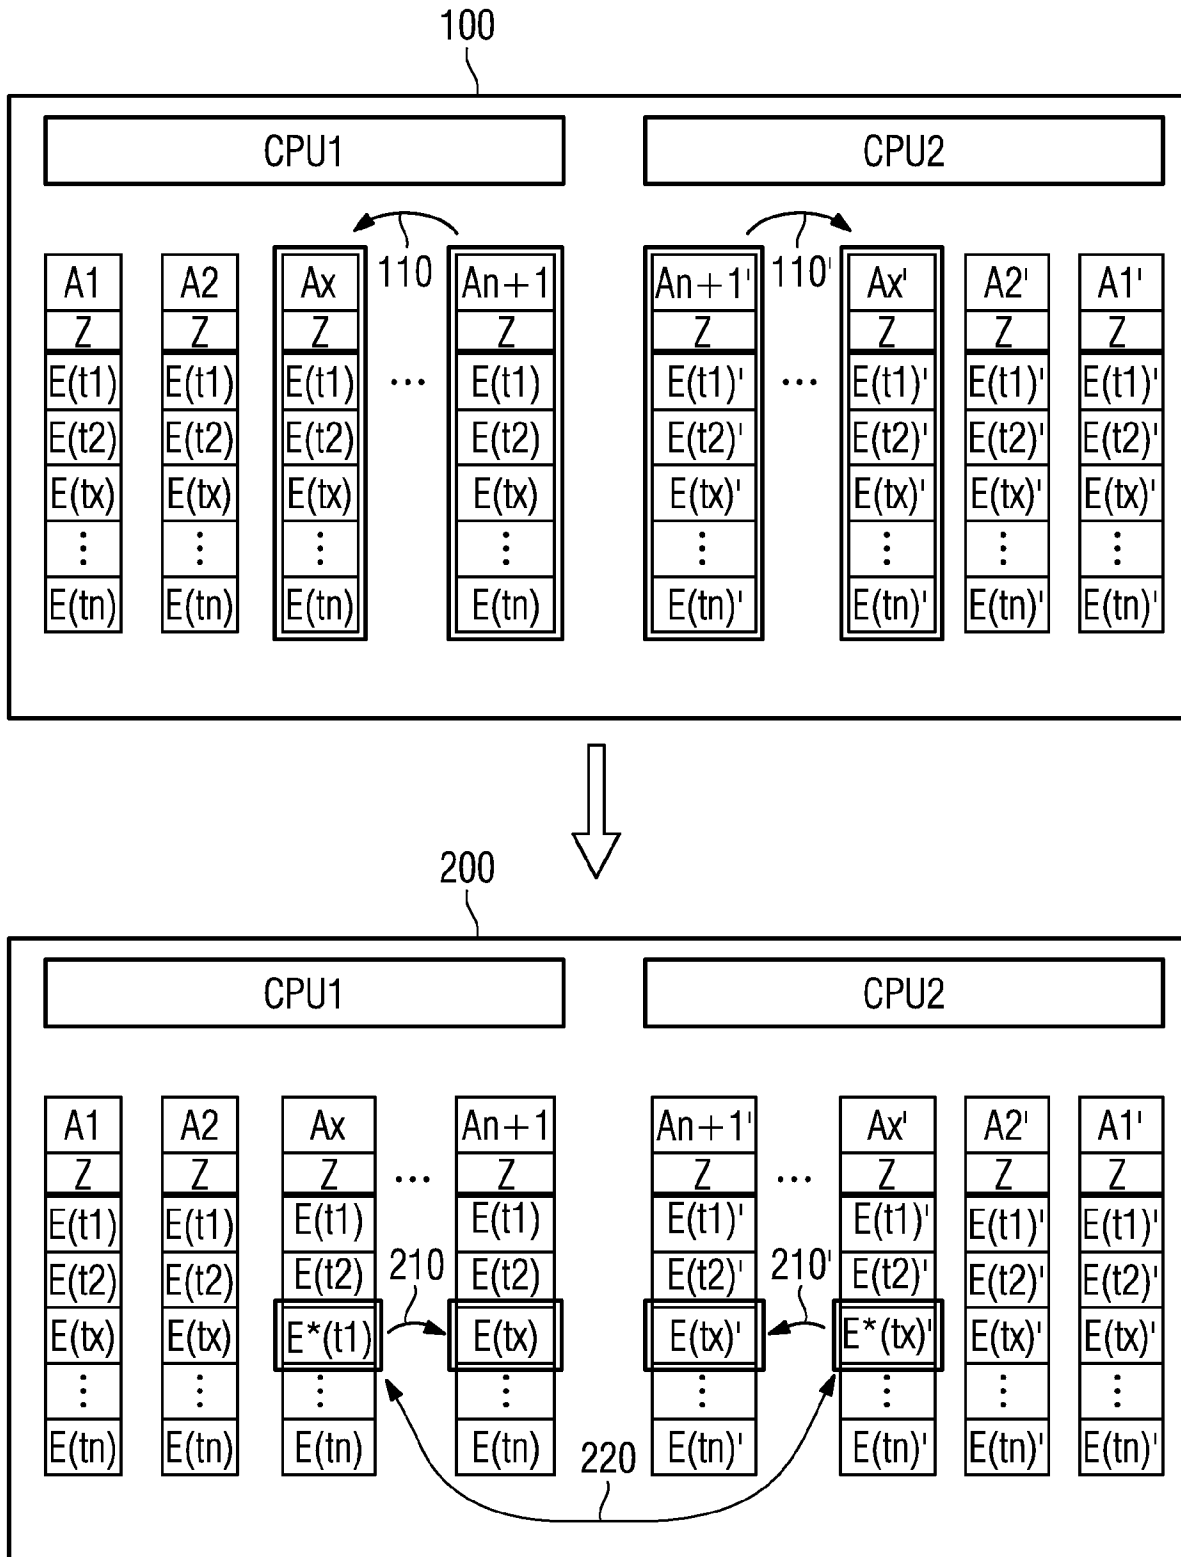 100
CPU1 CPU2
110 110'
A1 A2 Ax An+1 An+1' Ax' A2' A1'
Z Z Z Z Z Z Z Z
E(t1) E(t1) E(t1) ... E(t1) E(t1)' ... E(t1)' E(t1)' E(t1)'
E(t2) E(t2) E(t2) E(t2) E(t2)' E(t2)' E(t2)' E(t2)'
E(tx) E(tx) E(tx) E(tx) E(tx)' E(tx)' E(tx)' E(tx)'
⋮ ⋮ ⋮ ⋮ ⋮ ⋮ ⋮ ⋮
E(tn) E(tn) E(tn) E(tn) E(tn)' E(tn)' E(tn)' E(tn)'
200
CPU1 CPU2
A1 A2 Ax An+1 An+1' Ax' A2' A1'
Z Z Z ... Z Z ... Z Z Z
E(t1) E(t1) E(t1) E(t1) E(t1)' E(t1)' E(t1)' E(t1)'
E(t2) E(t2) E(t2) 210 E(t2) E(t2)' 210' E(t2)' E(t2)' E(t2)'
E(tx) E(tx) E*(t1) E(tx) E(tx)' E*(tx)' E(tx)' E(tx)'
⋮ ⋮ ⋮ ⋮ ⋮ ⋮ ⋮ ⋮
E(tn) E(tn) E(tn) E(tn) E(tn)' E(tn)' E(tn)' E(tn)'
220